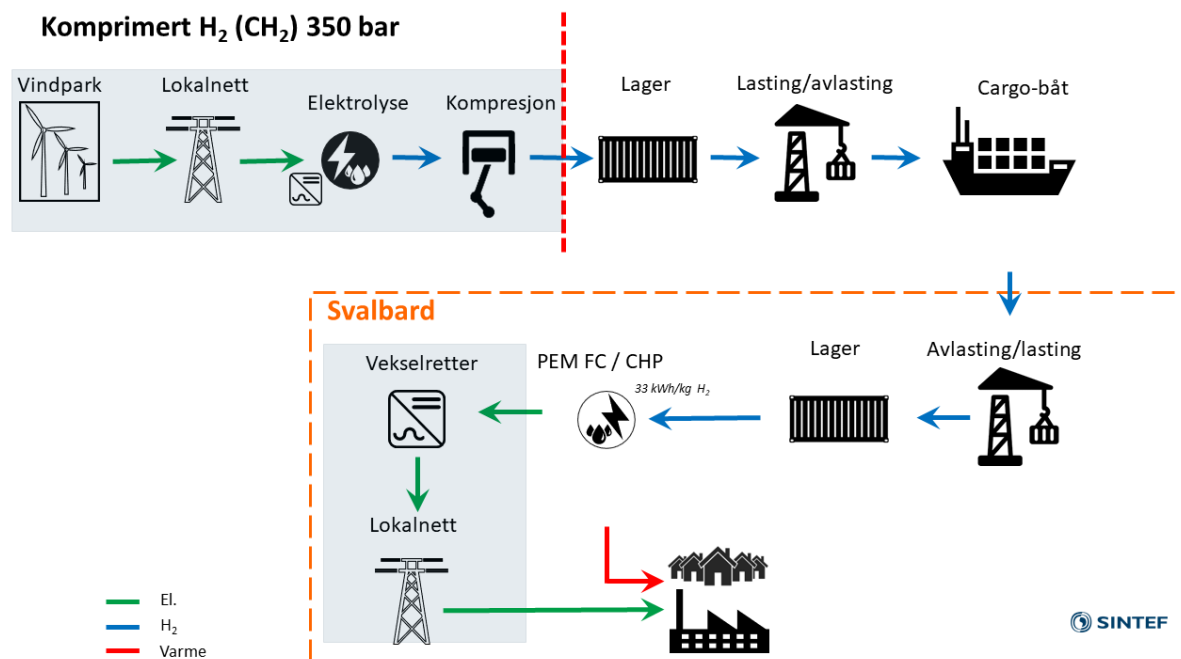 Komprimert H₂ (CH₂) 350 bar
Vindpark
Lokalnett
Elektrolyse
Kompresjon
Lager
Lasting/avlasting
Cargo-båt
Svalbard
Vekselretter
PEM FC / CHP
33 kWh/kg H₂
Lager
Avlasting/lasting
Lokalnett
El.
H₂
Varme
SINTEF